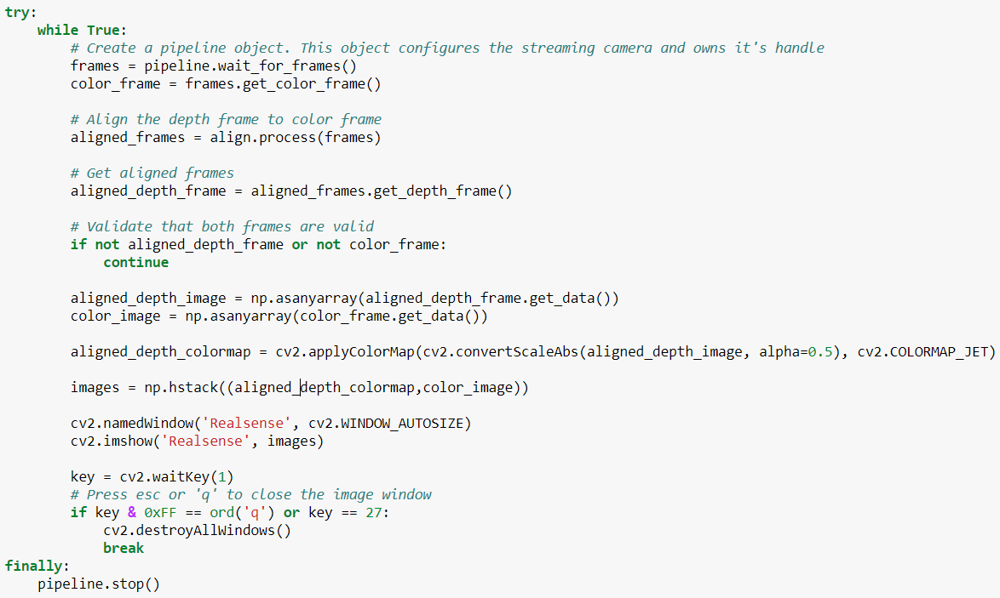 try:
    while True:
        # Create a pipeline object. This object configures the streaming camera and owns it's handle
        frames = pipeline.wait_for_frames()
        color_frame = frames.get_color_frame()

        # Align the depth frame to color frame
        aligned_frames = align.process(frames)

        # Get aligned frames
        aligned_depth_frame = aligned_frames.get_depth_frame()

        # Validate that both frames are valid
        if not aligned_depth_frame or not color_frame:
            continue

        aligned_depth_image = np.asanyarray(aligned_depth_frame.get_data())
        color_image = np.asanyarray(color_frame.get_data())

        aligned_depth_colormap = cv2.applyColorMap(cv2.convertScaleAbs(aligned_depth_image, alpha=0.5), cv2.COLORMAP_JET)

        images = np.hstack((aligned_depth_colormap,color_image))

        cv2.namedWindow('Realsense', cv2.WINDOW_AUTOSIZE)
        cv2.imshow('Realsense', images)

        key = cv2.waitKey(1)
        # Press esc or 'q' to close the image window
        if key & 0xFF == ord('q') or key == 27:
            cv2.destroyAllWindows()
            break
finally:
    pipeline.stop()